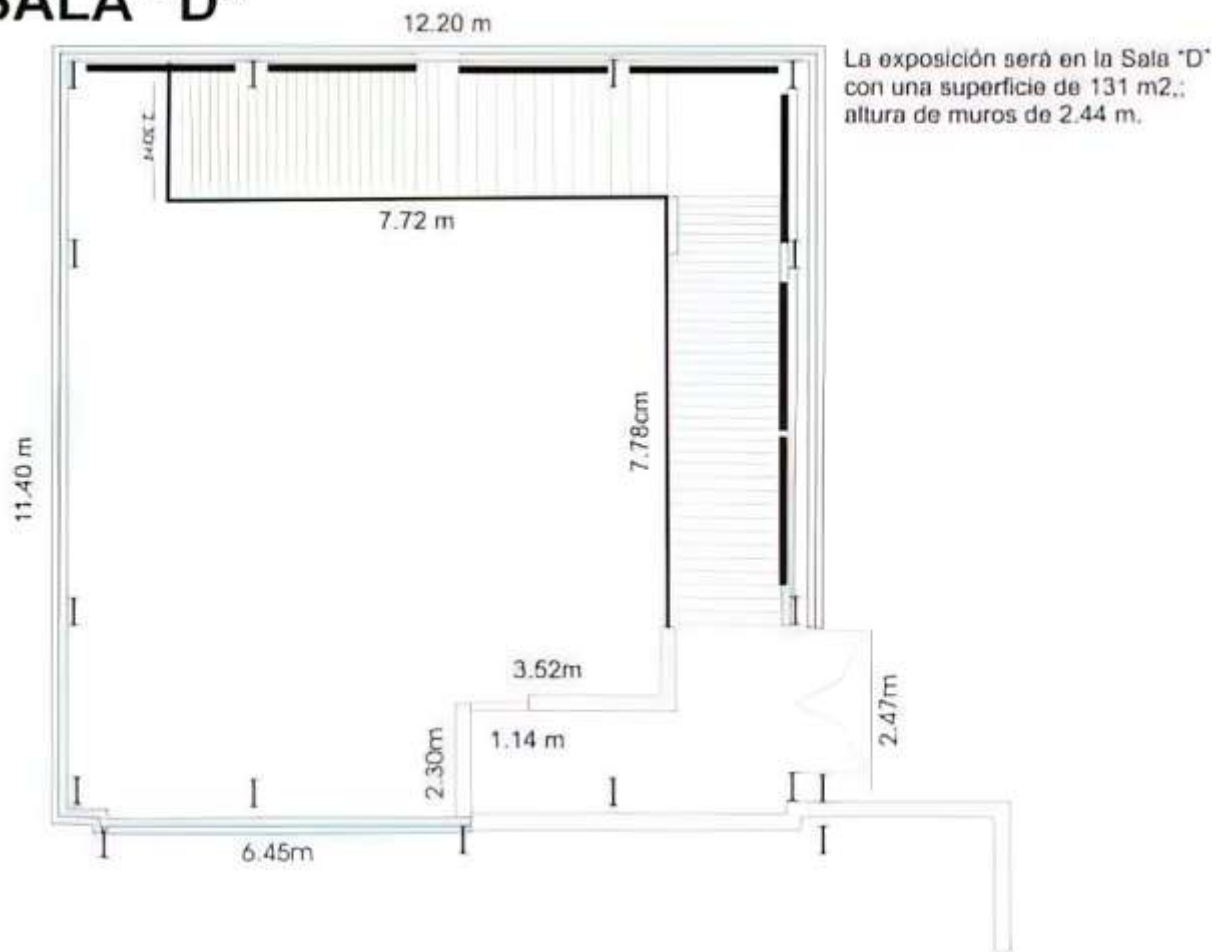 SALA "D"
12.20 m
La exposición será en la Sala "D"
con una superficie de 131 m2,:
altura de muros de 2.44 m.
7.72 m
7.78cm
11.40 m
3.52m
1.14 m
2.30m
2.47m
6.45m